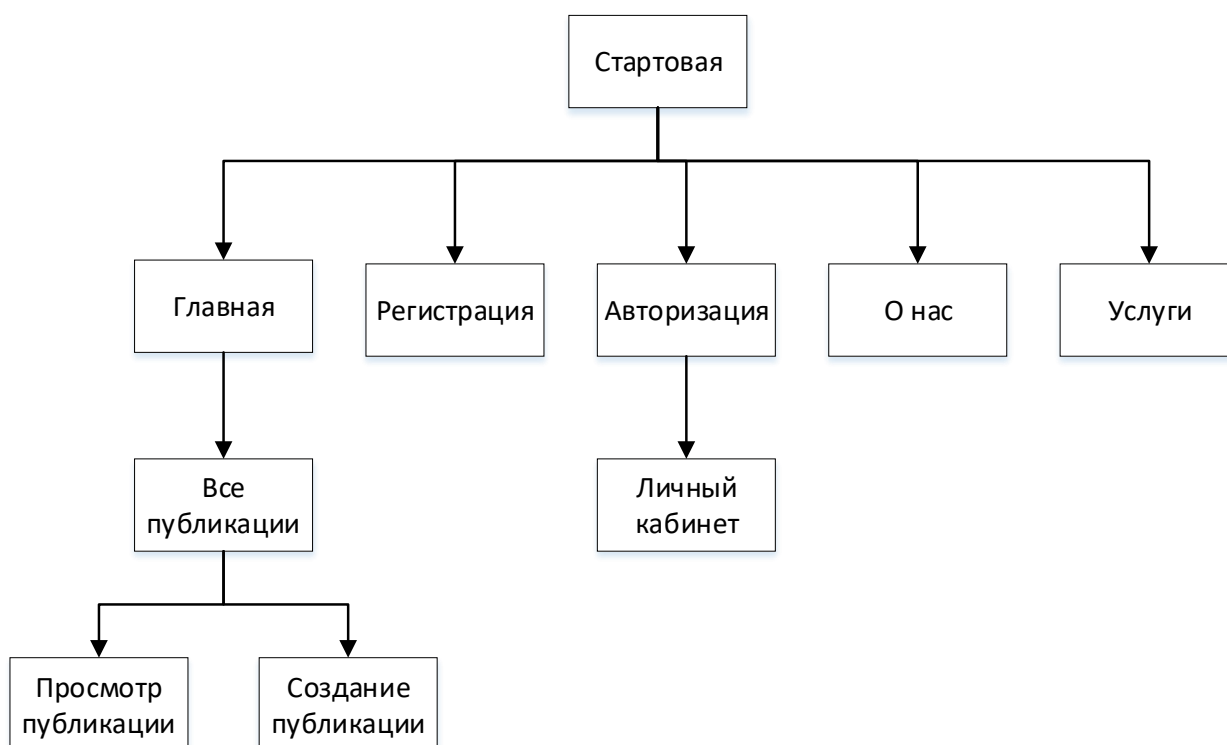 Стартовая
Главная
Регистрация
Авторизация
О нас
Услуги
Все
публикации
Личный
кабинет
Просмотр
публикации
Создание
публикации